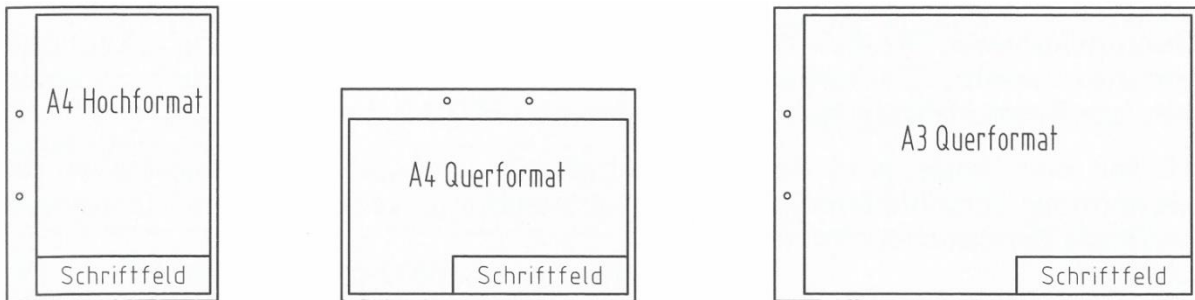 A4 Hochformat
Schriftfeld
A4 Querformat
Schriftfeld
A3 Querformat
Schriftfeld